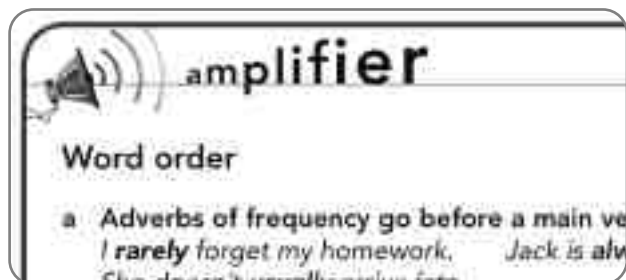 amplifier
Word order
a Adverbs of frequency go before a main ve
I rarely forget my homework. Jack is alw